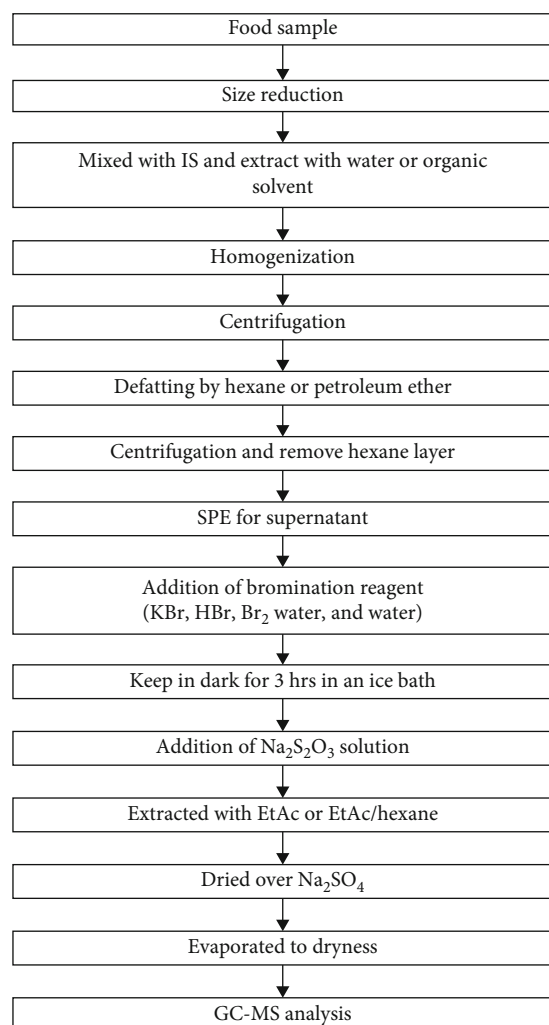 Food sample
Size reduction
Mixed with IS and extract with water or organic
solvent
Homogenization
Centrifugation
Defatting by hexane or petroleum ether
Centrifugation and remove hexane layer
SPE for supernatant
Addition of bromination reagent
(KBr, HBr, Br₂ water, and water)
Keep in dark for 3 hrs in an ice bath
Addition of Na₂S₂O₃ solution
Extracted with EtAc or EtAc/hexane
Dried over Na₂SO₄
Evaporated to dryness
GC-MS analysis